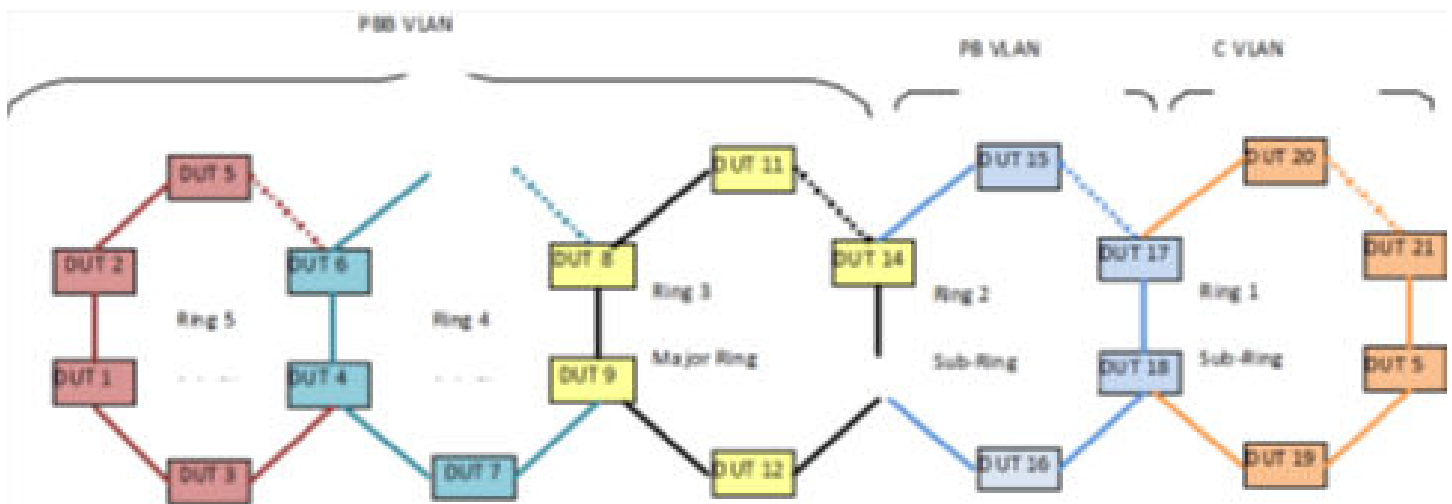 PBB VLAN
PB VLAN
C VLAN
DUT 5
DUT 11
DUT 15
DUT 20
DUT 2
DUT 6
DUT 8
DUT 14
DUT 17
DUT 21
Ring 5
Ring 4
Ring 3
Ring 2
Ring 1
Major Ring
Sub-Ring
Sub-Ring
DUT 1
DUT 4
DUT 9
DUT 18
DUT 5
DUT 3
DUT 7
DUT 12
DUT 16
DUT 19